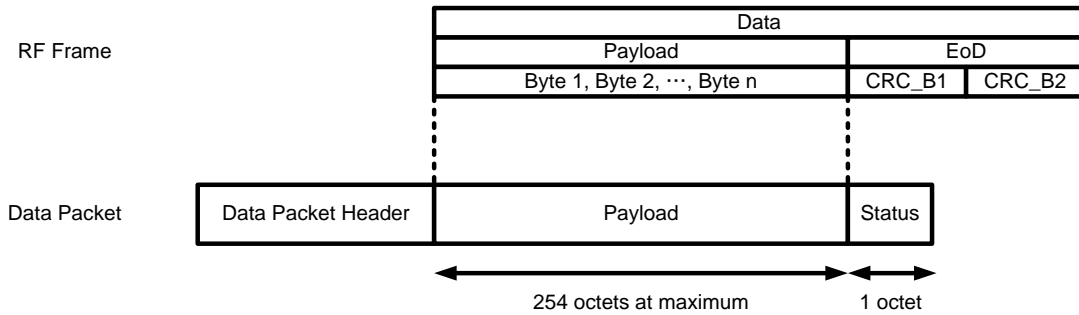 Data
RF Frame
Payload
EoD
Byte 1, Byte 2, ⋯, Byte n
CRC_B1
CRC_B2
Data Packet
Data Packet Header
Payload
Status
254 octets at maximum
1 octet